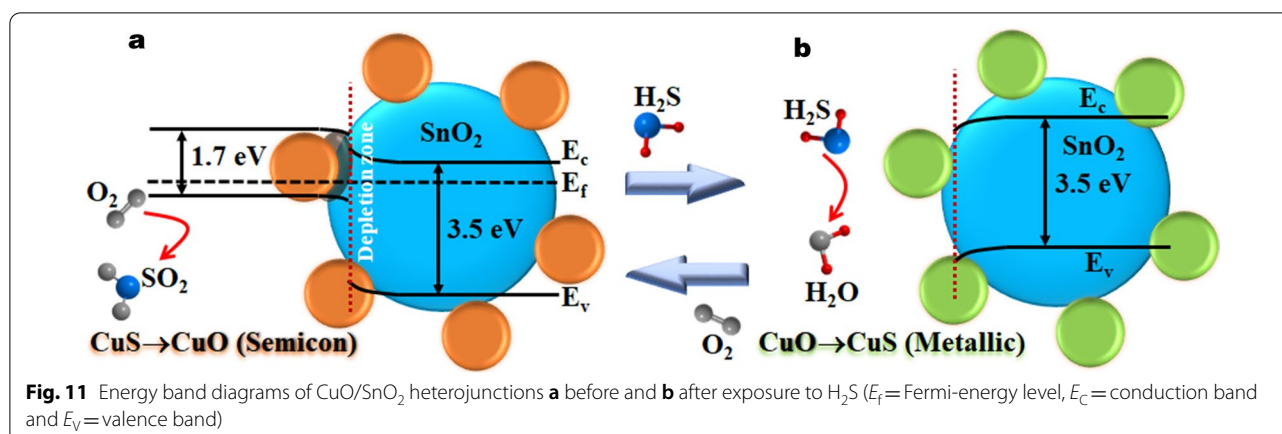 a
b
H₂S
H₂S
Ec
SnO₂
SnO₂
1.7 eV
Depletion zone
Ec
Ef
3.5 eV
O₂
3.5 eV
SO₂
Ev
Ev
H₂O
CuS→CuO (Semicon)
O₂
CuO→CuS (Metallic)
Fig. 11 Energy band diagrams of CuO/SnO₂ heterojunctions a before and b after exposure to H₂S (Ef = Fermi-energy level, EC = conduction band
and EV = valence band)